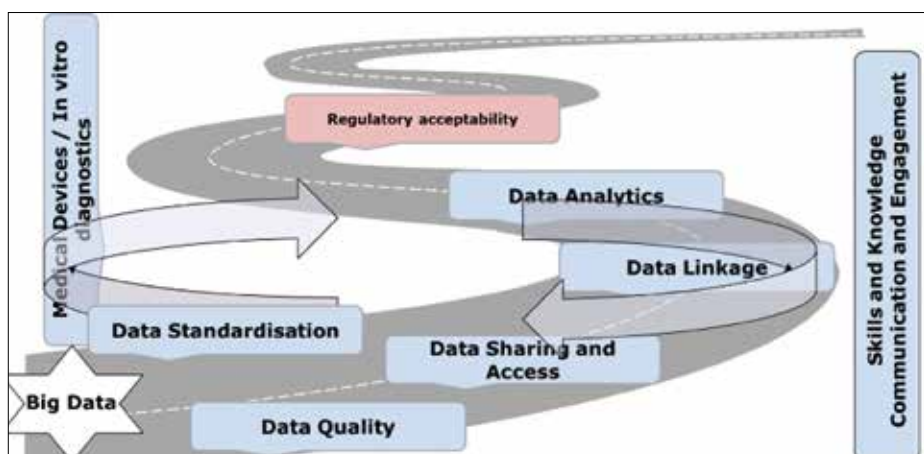 Medical Devices / In vitro
diagnostics
Regulatory acceptability
Data Analytics
Data Linkage
Data Standardisation
Data Sharing and
Access
Big Data
Data Quality
Skills and Knowledge
Communication and Engagement